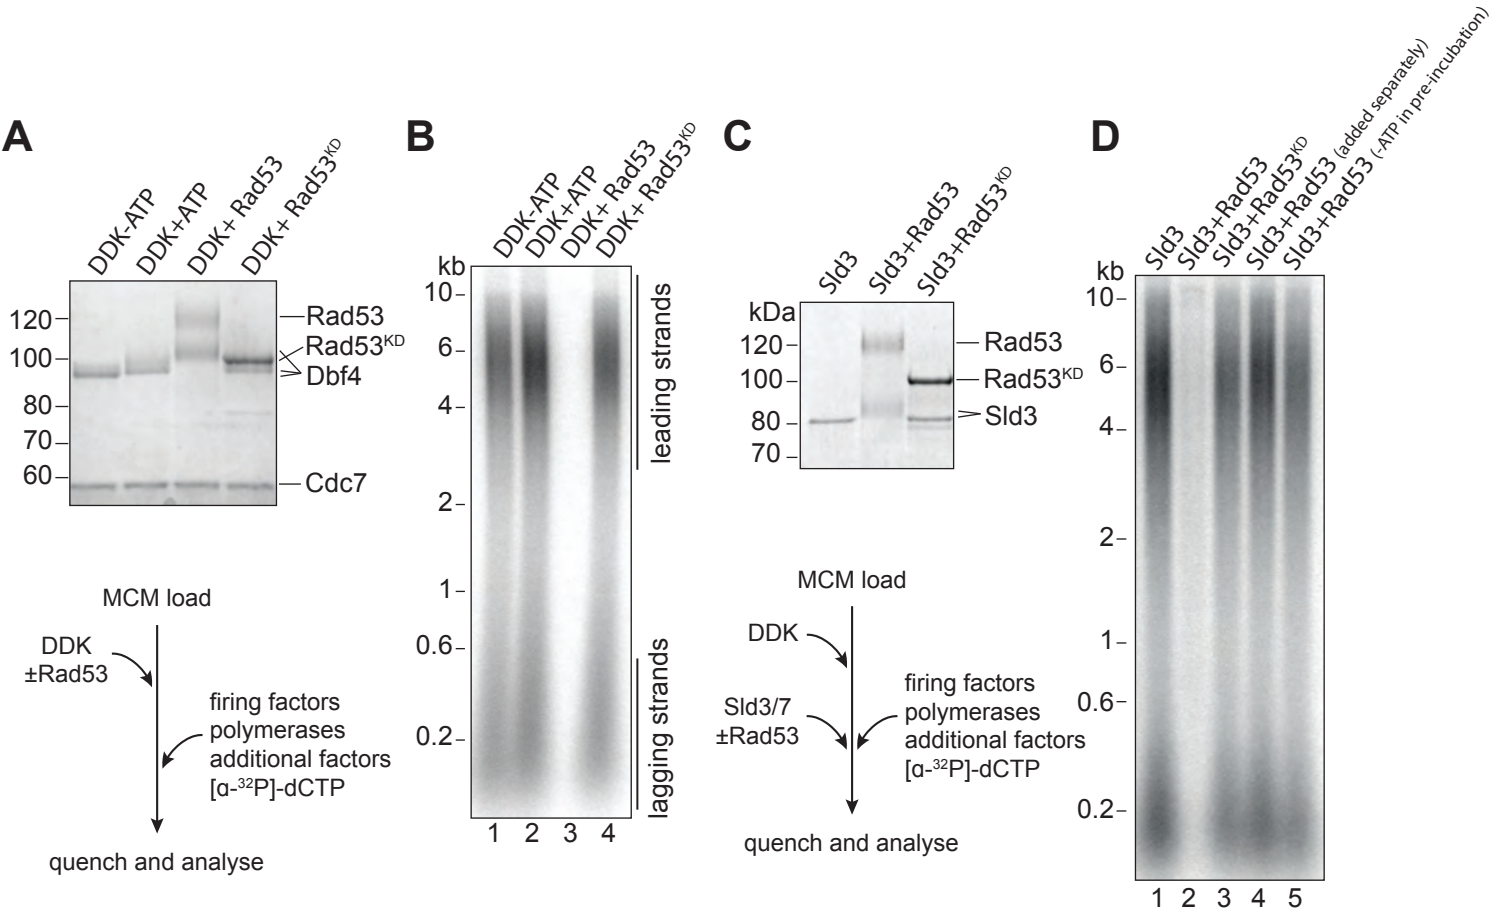 A
DDK-ATP
DDK+ATP
DDK+ Rad53
DDK+ Rad53KD
120
100
80
70
60
Rad53
Rad53KD
Dbf4
Cdc7
MCM load
DDK
±Rad53
firing factors
polymerases
additional factors
[α-32P]-dCTP
quench and analyse
B
DDK-ATP
DDK+ATP
DDK+ Rad53
DDK+ Rad53KD
kb
10
6
4
2
1
0.6
0.2
leading strands
lagging strands
1 2 3 4
C
Sld3
Sld3+Rad53
Sld3+Rad53KD
kDa
120
100
80
70
Rad53
Rad53KD
Sld3
MCM load
DDK
Sld3/7
±Rad53
firing factors
polymerases
additional factors
[α-32P]-dCTP
quench and analyse
D
Sld3
Sld3+Rad53
Sld3+Rad53KD
Sld3+Rad53 (added separately)
Sld3+Rad53 (-ATP in pre-incubation)
kb
10
6
4
2
1
0.6
0.2
1 2 3 4 5